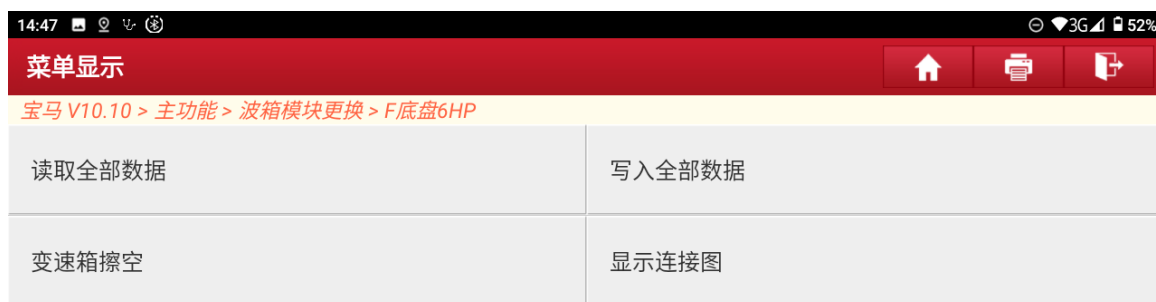 14:47 3G 52%
菜单显示
宝马 V10.10 > 主功能 > 波箱模块更换 > F底盘6HP
读取全部数据 写入全部数据
变速箱擦空 显示连接图